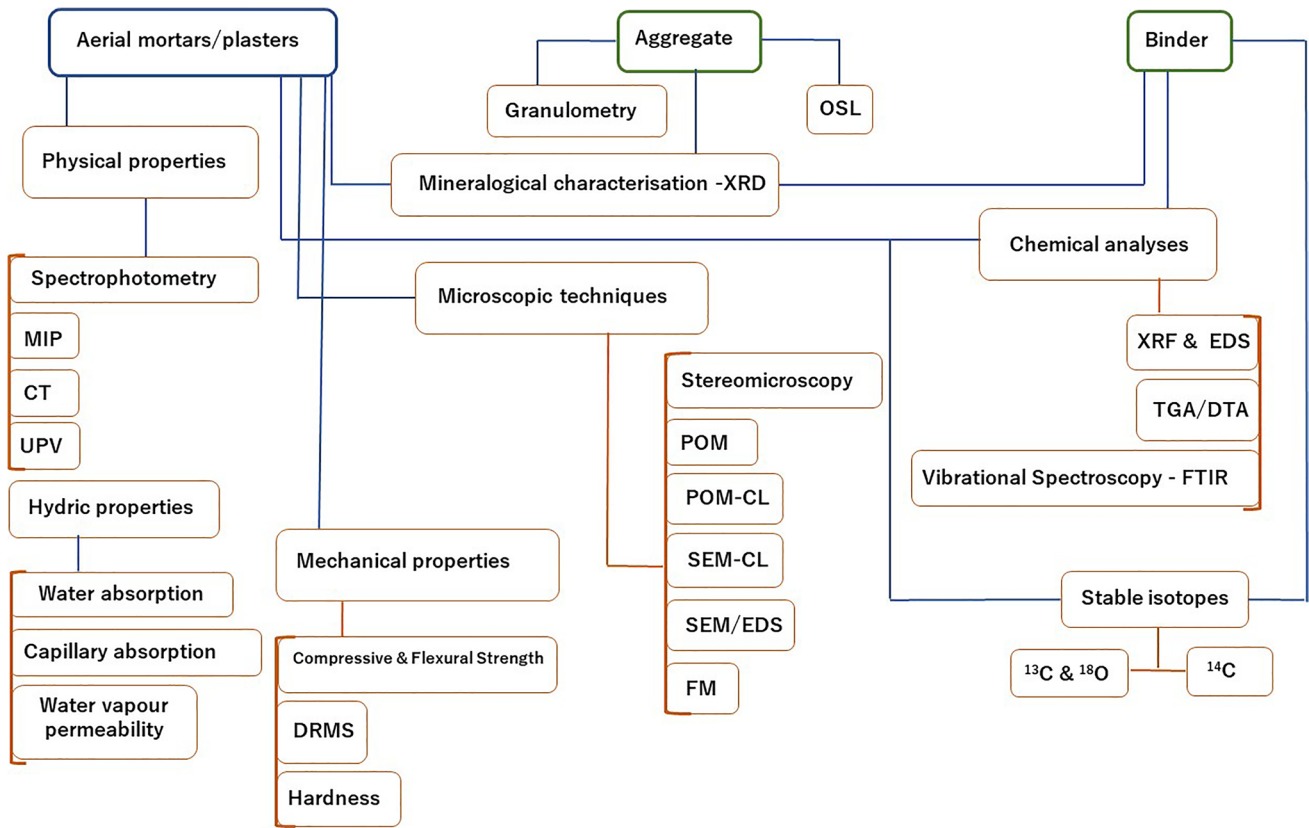 Aerial mortars/plasters
Aggregate
Binder
Granulometry
OSL
Physical properties
Mineralogical characterisation -XRD
Chemical analyses
Spectrophotometry
MIP
CT
UPV
Microscopic techniques
XRF & EDS
TGA/DTA
Vibrational Spectroscopy - FTIR
Stereomicroscopy
POM
POM-CL
SEM-CL
SEM/EDS
FM
Hydric properties
Water absorption
Capillary absorption
Water vapour
permeability
Mechanical properties
Compressive & Flexural Strength
DRMS
Hardness
Stable isotopes
¹³C & ¹⁸O
¹⁴C